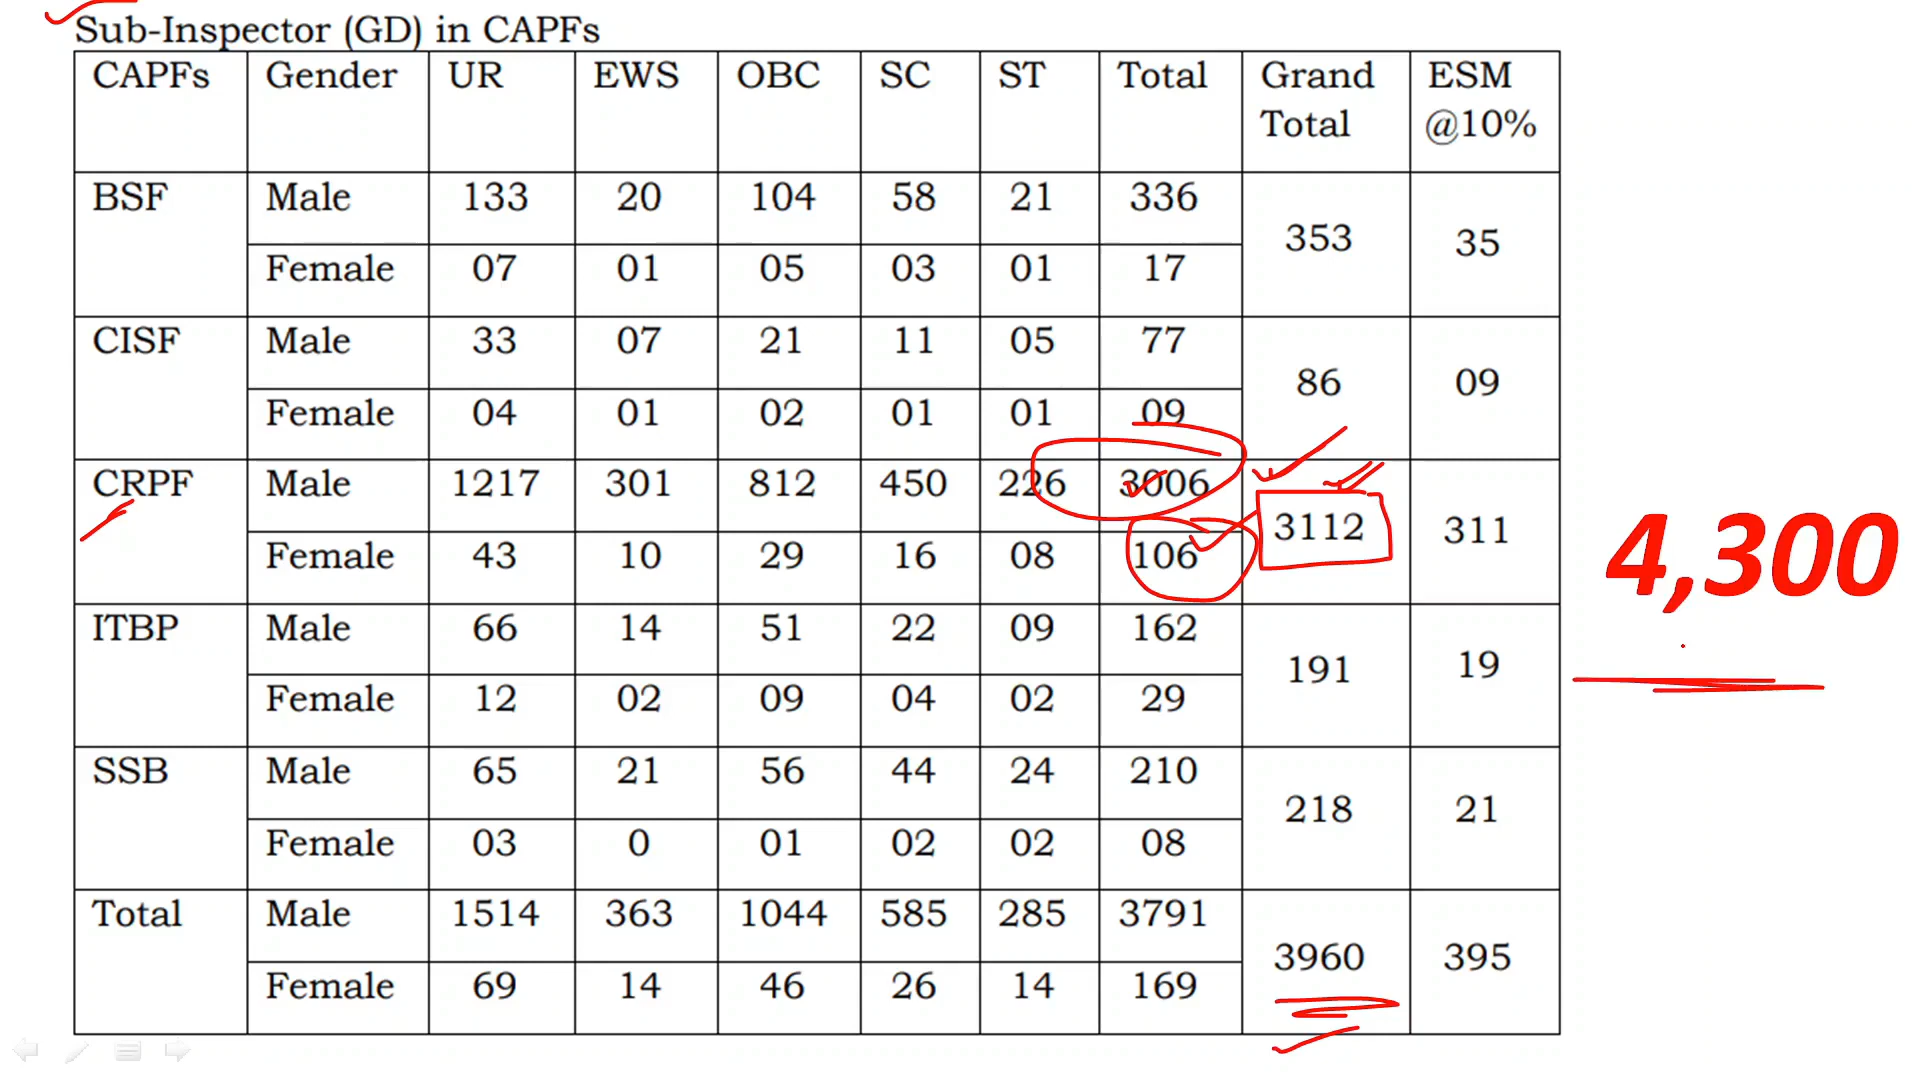 Sub-Inspector (GD) in CAPFs
CAPFs Gender UR EWS OBC SC ST Total Grand Total ESM @10%
BSF Male 133 20 104 58 21 336 353 35
Female 07 01 05 03 01 17
CISF Male 33 07 21 11 05 77 86 09
Female 04 01 02 01 01 09
CRPF Male 1217 301 812 450 226 3006 3112 311
Female 43 10 29 16 08 106
4,300
ITBP Male 66 14 51 22 09 162 191 19
Female 12 02 09 04 02 29
SSB Male 65 21 56 44 24 210 218 21
Female 03 0 01 02 02 08
Total Male 1514 363 1044 585 285 3791 3960 395
Female 69 14 46 26 14 169